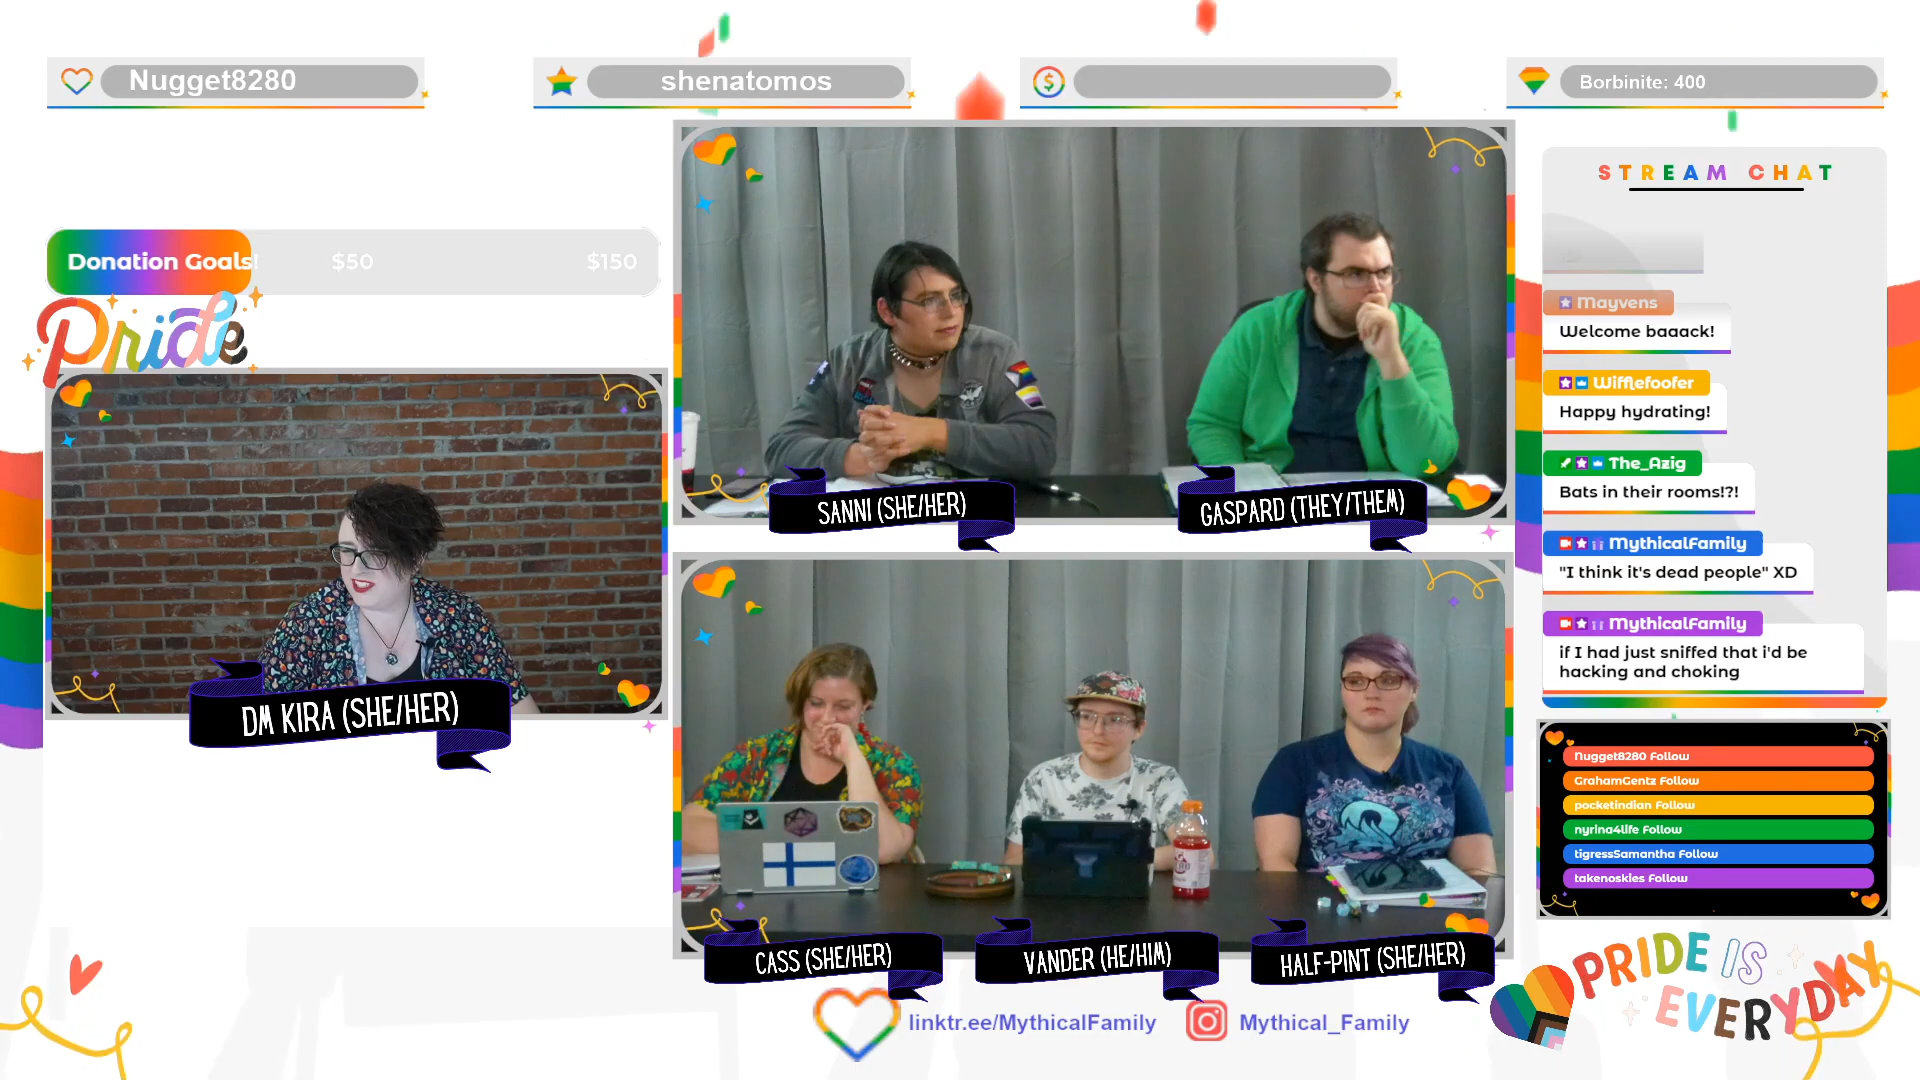 Nugget8280
shenatomos
Borbinite: 400
Donation Goals!
$50
$150
Pride
DM KIRA (SHE/HER)
SANNI (SHE/HER)
GASPARD (THEY/THEM)
CASS (SHE/HER)
VANDER (HE/HIM)
HALF-PINT (SHE/HER)
STREAM CHAT
Mayvens
Welcome baaack!
Wifflefoofer
Happy hydrating!
The_Azig
Bats in their rooms!?!
MythicalFamily
"I think it's dead people" XD
MythicalFamily
if I had just sniffed that i'd be
hacking and choking
Nugget8280 Follow
GrahamGentz Follow
pocketindian Follow
nyrina4life Follow
tigressSamantha Follow
takenoskies Follow
PRIDE IS
EVERYDAY
linktr.ee/MythicalFamily
Mythical_Family